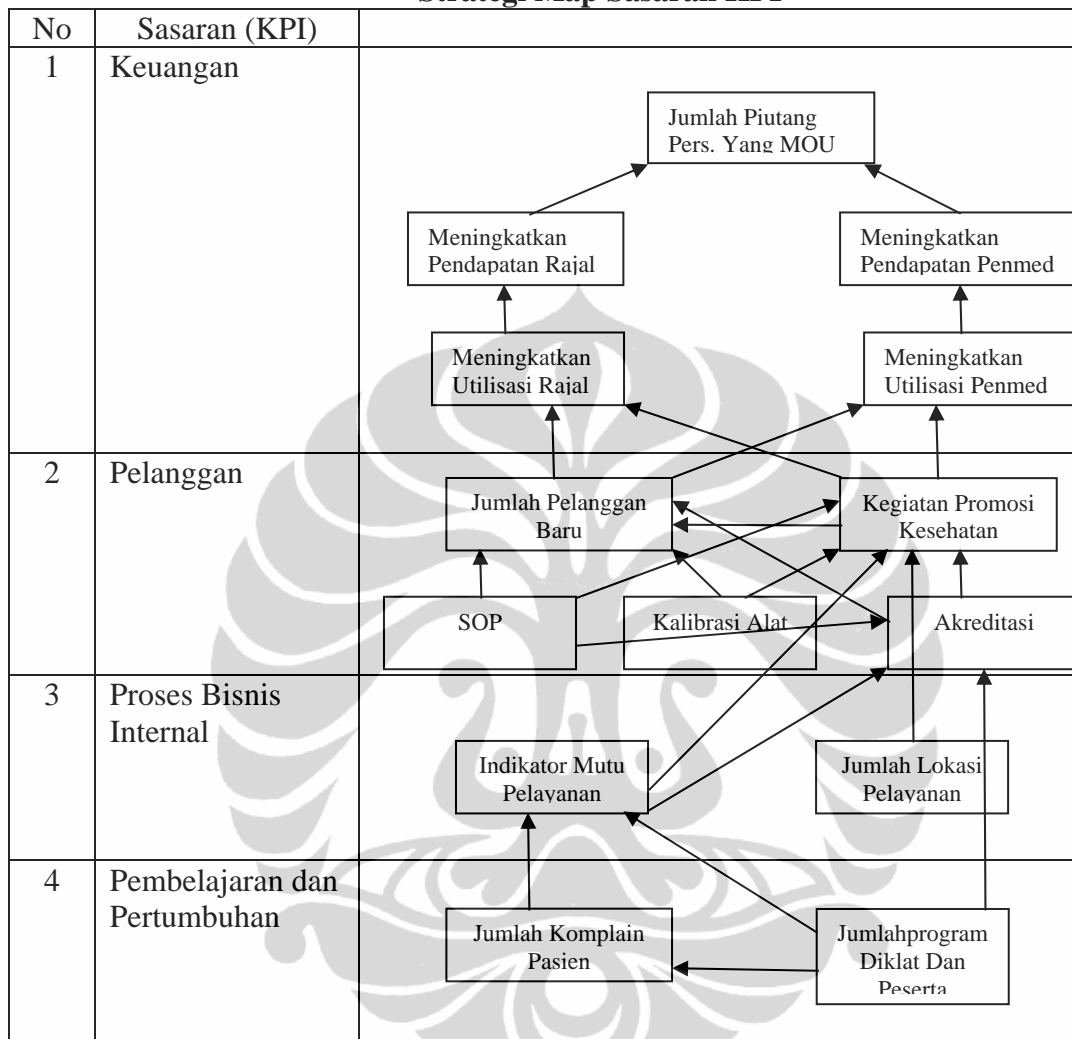 Strategi Map Sasaran KPI
No Sasaran (KPI)
1 Keuangan
Jumlah Piutang
Pers. Yang MOU
Meningkatkan
Pendapatan Rajal
Meningkatkan
Pendapatan Penmed
Meningkatkan
Utilisasi Rajal
Meningkatkan
Utilisasi Penmed
2 Pelanggan
Jumlah Pelanggan
Baru
Kegiatan Promosi
Kesehatan
SOP
Kalibrasi Alat
Akreditasi
3 Proses Bisnis
Internal
Indikator Mutu
Pelayanan
Jumlah Lokasi
Pelayanan
4 Pembelajaran dan
Pertumbuhan
Jumlah Komplain
Pasien
Jumlahprogram
Diklat Dan
Peserta